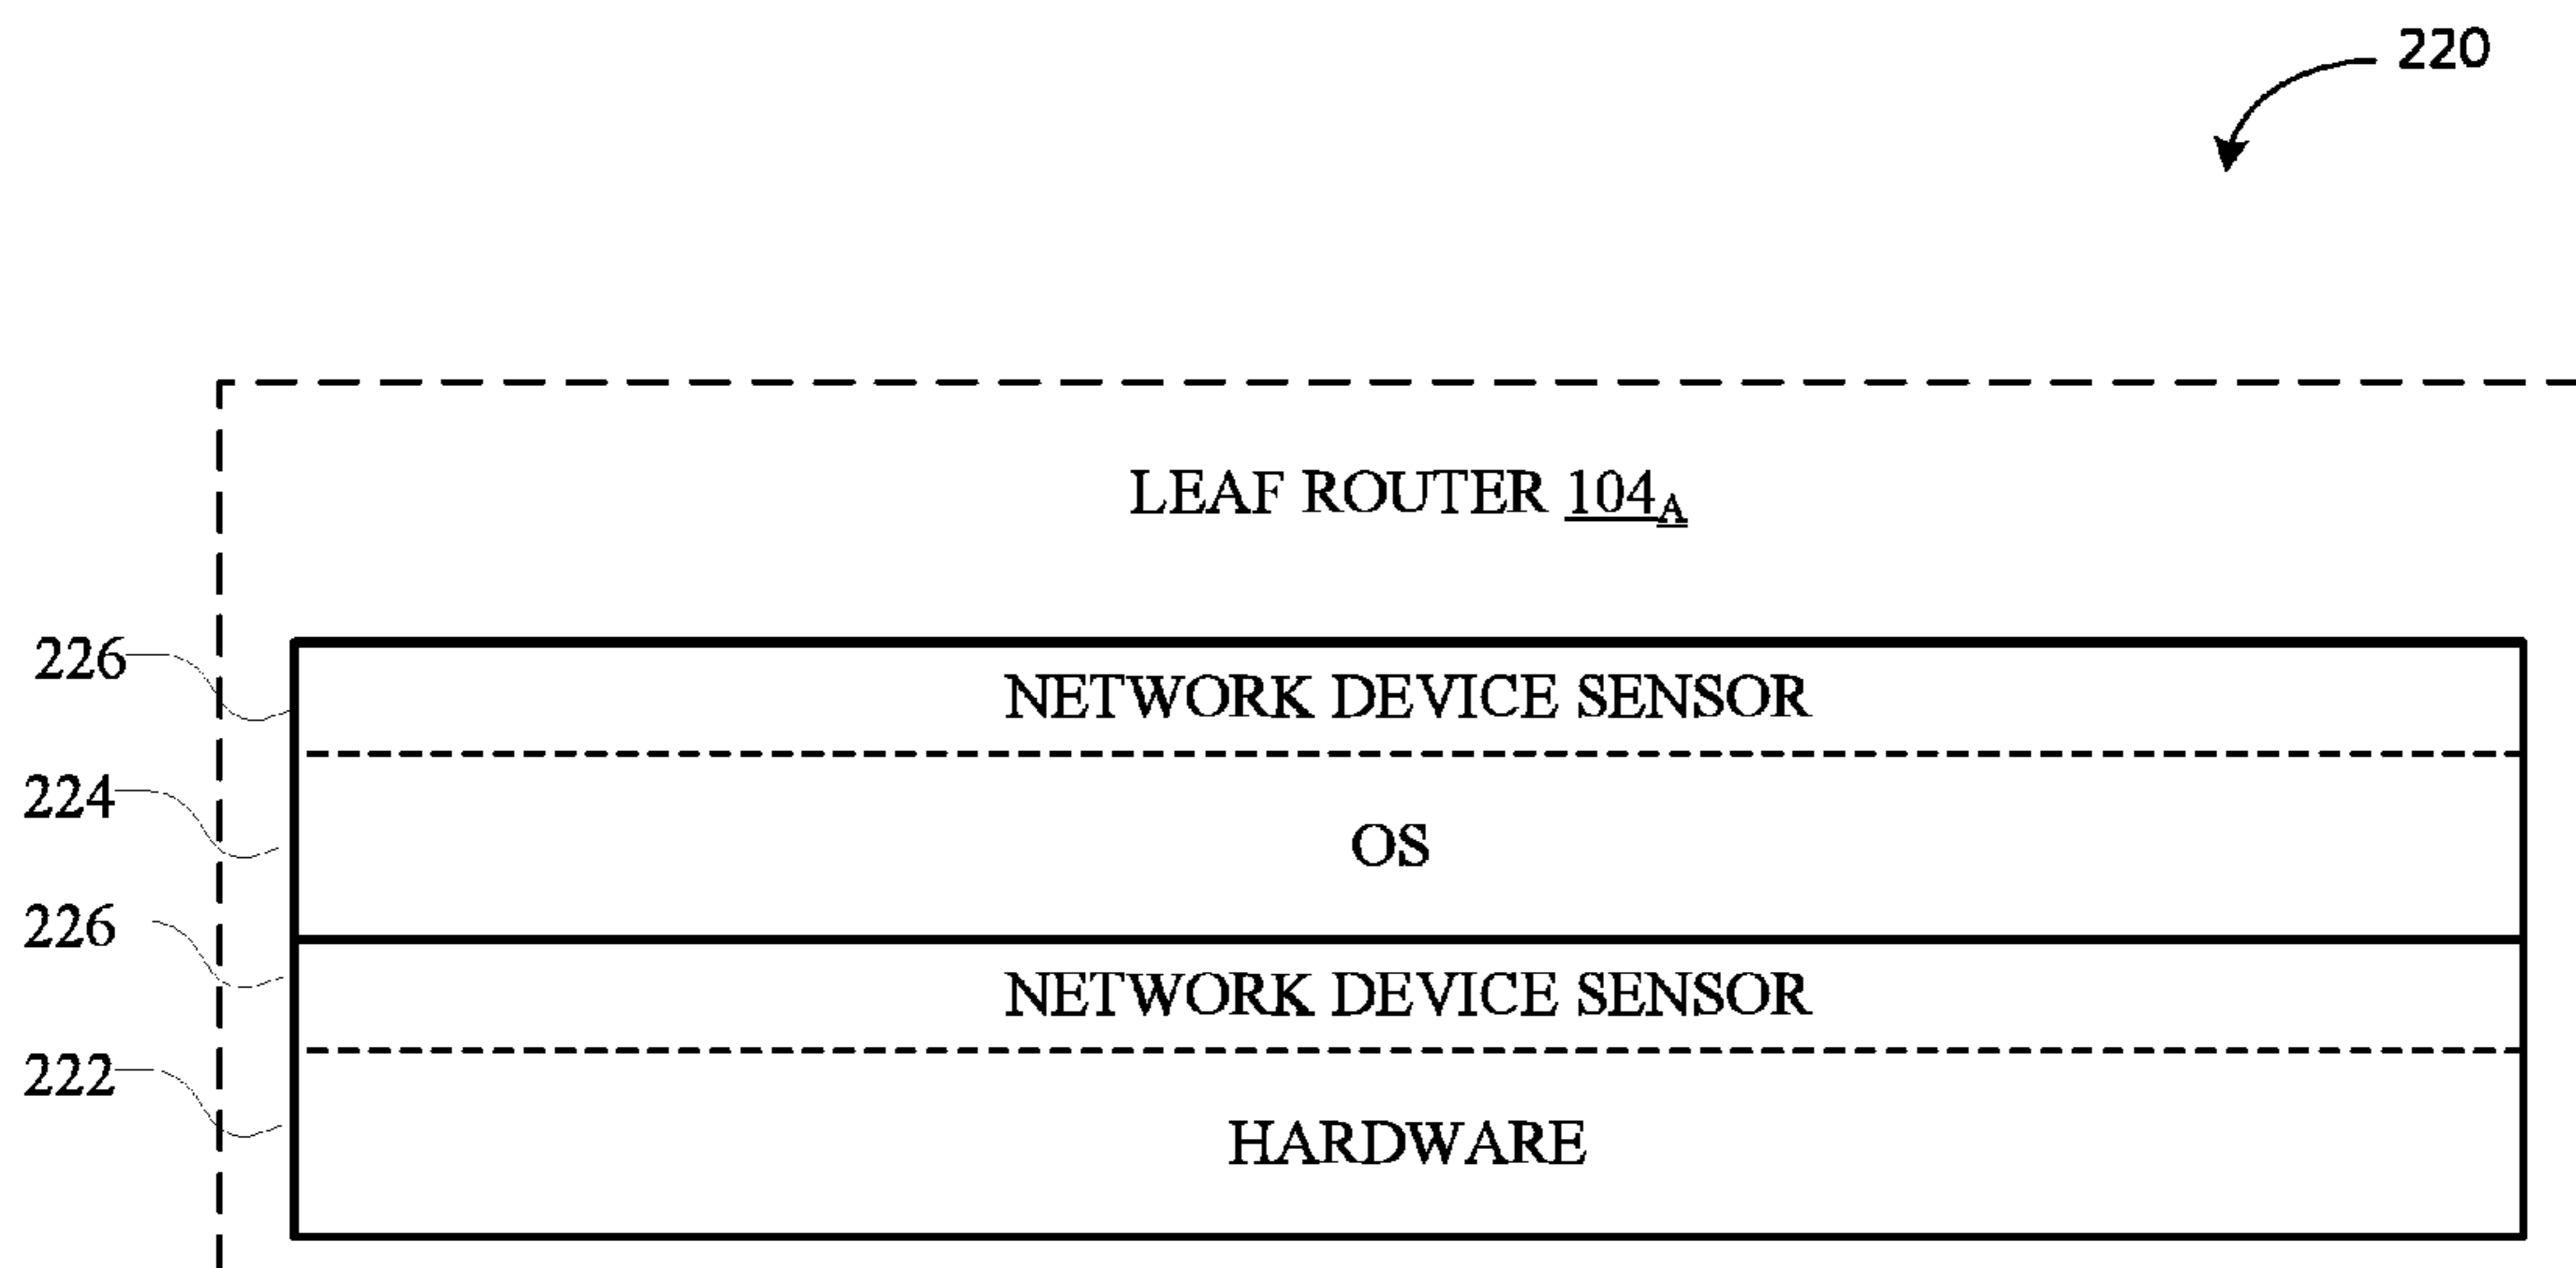 220
LEAF ROUTER 104A
226
NETWORK DEVICE SENSOR
224
OS
226
NETWORK DEVICE SENSOR
222
HARDWARE